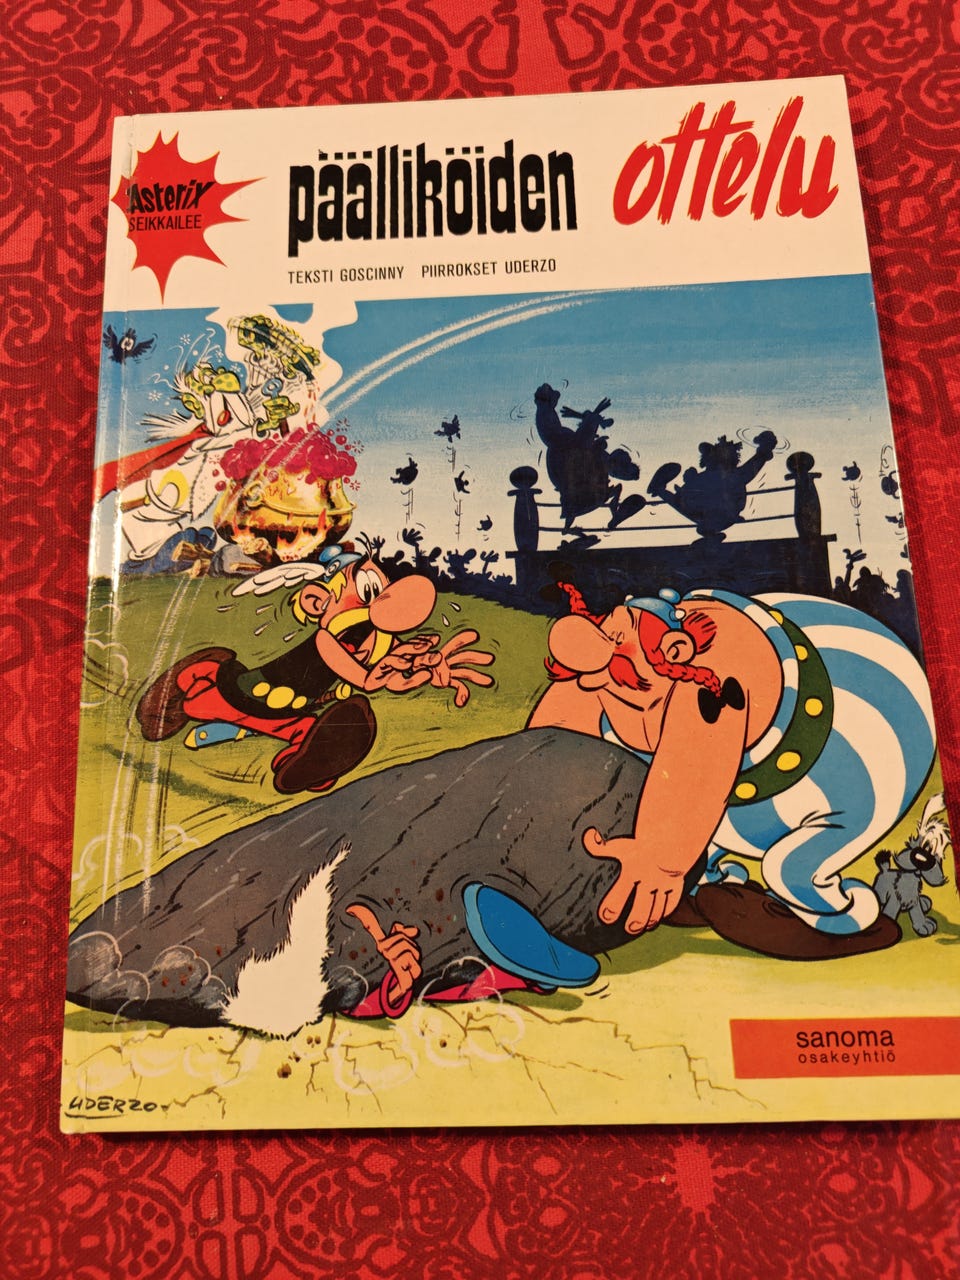 Asterix
SEIKKAILEE
päälliköiden ottelu
TEKSTI GOSCINNY PIIRROKSET UDERZO
sanoma
osakeyhtiö
UDERZO